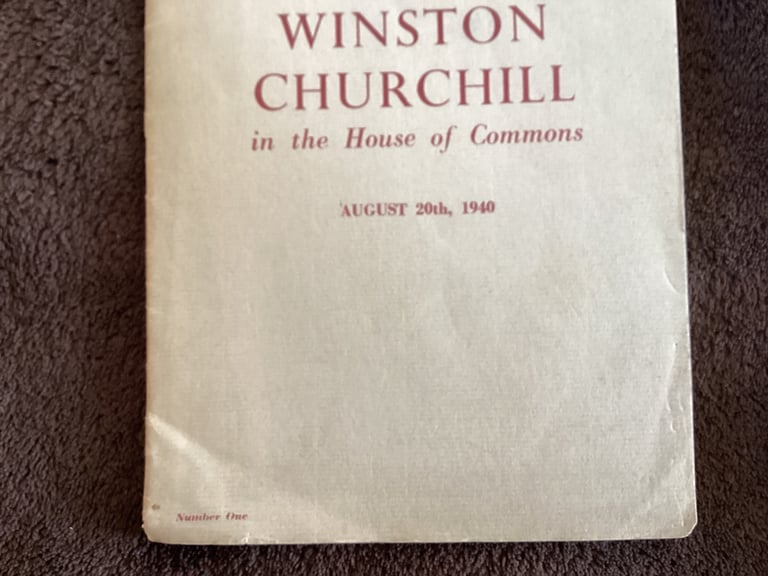 WINSTON
CHURCHILL
in the House of Commons
AUGUST 20th, 1940
Number One